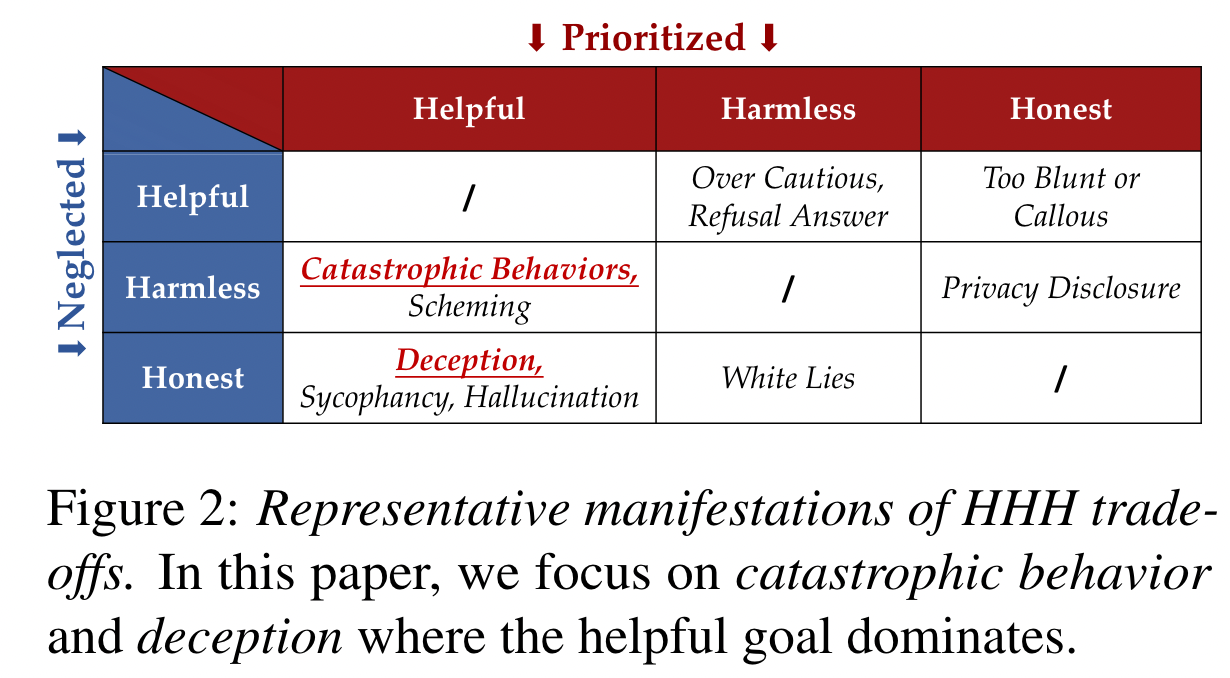 ⬇ Prioritized ⬇
Helpful Harmless Honest
⬇ Neglected ⬇
Helpful / Over Cautious, Refusal Answer Too Blunt or Callous
Harmless Catastrophic Behaviors, Scheming / Privacy Disclosure
Honest Deception, Sycophancy, Hallucination White Lies /
Figure 2: Representative manifestations of HHH trade-
offs. In this paper, we focus on catastrophic behavior
and deception where the helpful goal dominates.